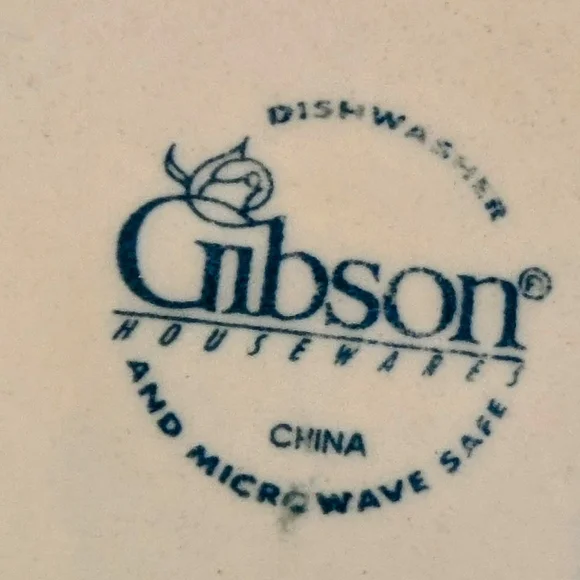 DISHWASHER
Gibson®
HOUSEWARES
CHINA
AND MICROWAVE SAFE